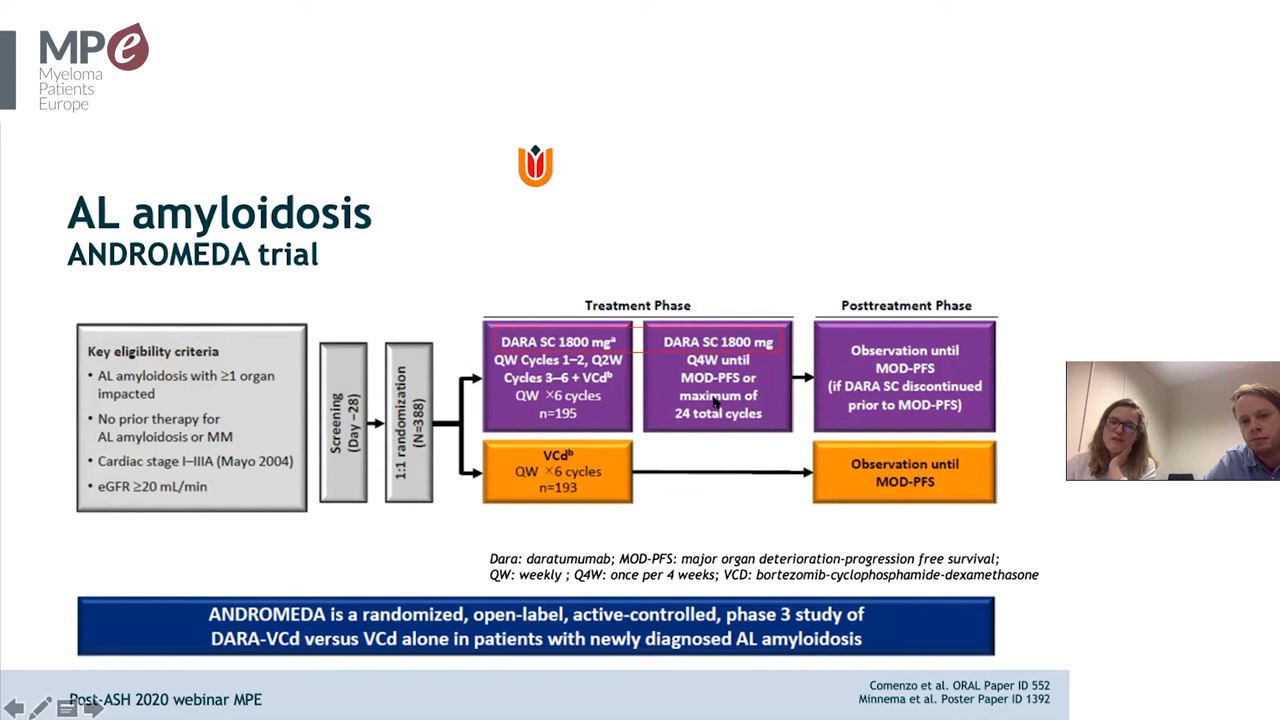 MPe
Myeloma
Patients
Europe
AL amyloidosis
ANDROMEDA trial
Key eligibility criteria
• AL amyloidosis with ≥1 organ
impacted
• No prior therapy for
AL amyloidosis or MM
• Cardiac stage I–IIIA (Mayo 2004)
• eGFR ≥20 mL/min
Screening
(Day –28)
1:1 randomization
(N=388)
Treatment Phase
DARA SC 1800 mgᵃ
QW Cycles 1–2, Q2W
Cycles 3–6 + VCdᵇ
QW ×6 cycles
n=195
DARA SC 1800 mg
Q4W until
MOD-PFS or
maximum of
24 total cycles
VCdᵇ
QW ×6 cycles
n=193
Posttreatment Phase
Observation until
MOD-PFS
(if DARA SC discontinued
prior to MOD-PFS)
Observation until
MOD-PFS
Dara: daratumumab; MOD-PFS: major organ deterioration-progression free survival;
QW: weekly ; Q4W: once per 4 weeks; VCD: bortezomib-cyclophosphamide-dexamethasone
ANDROMEDA is a randomized, open-label, active-controlled, phase 3 study of
DARA-VCd versus VCd alone in patients with newly diagnosed AL amyloidosis
Post-ASH 2020 webinar MPE
Comenzo et al. ORAL Paper ID 552
Minnema et al. Poster Paper ID 1392